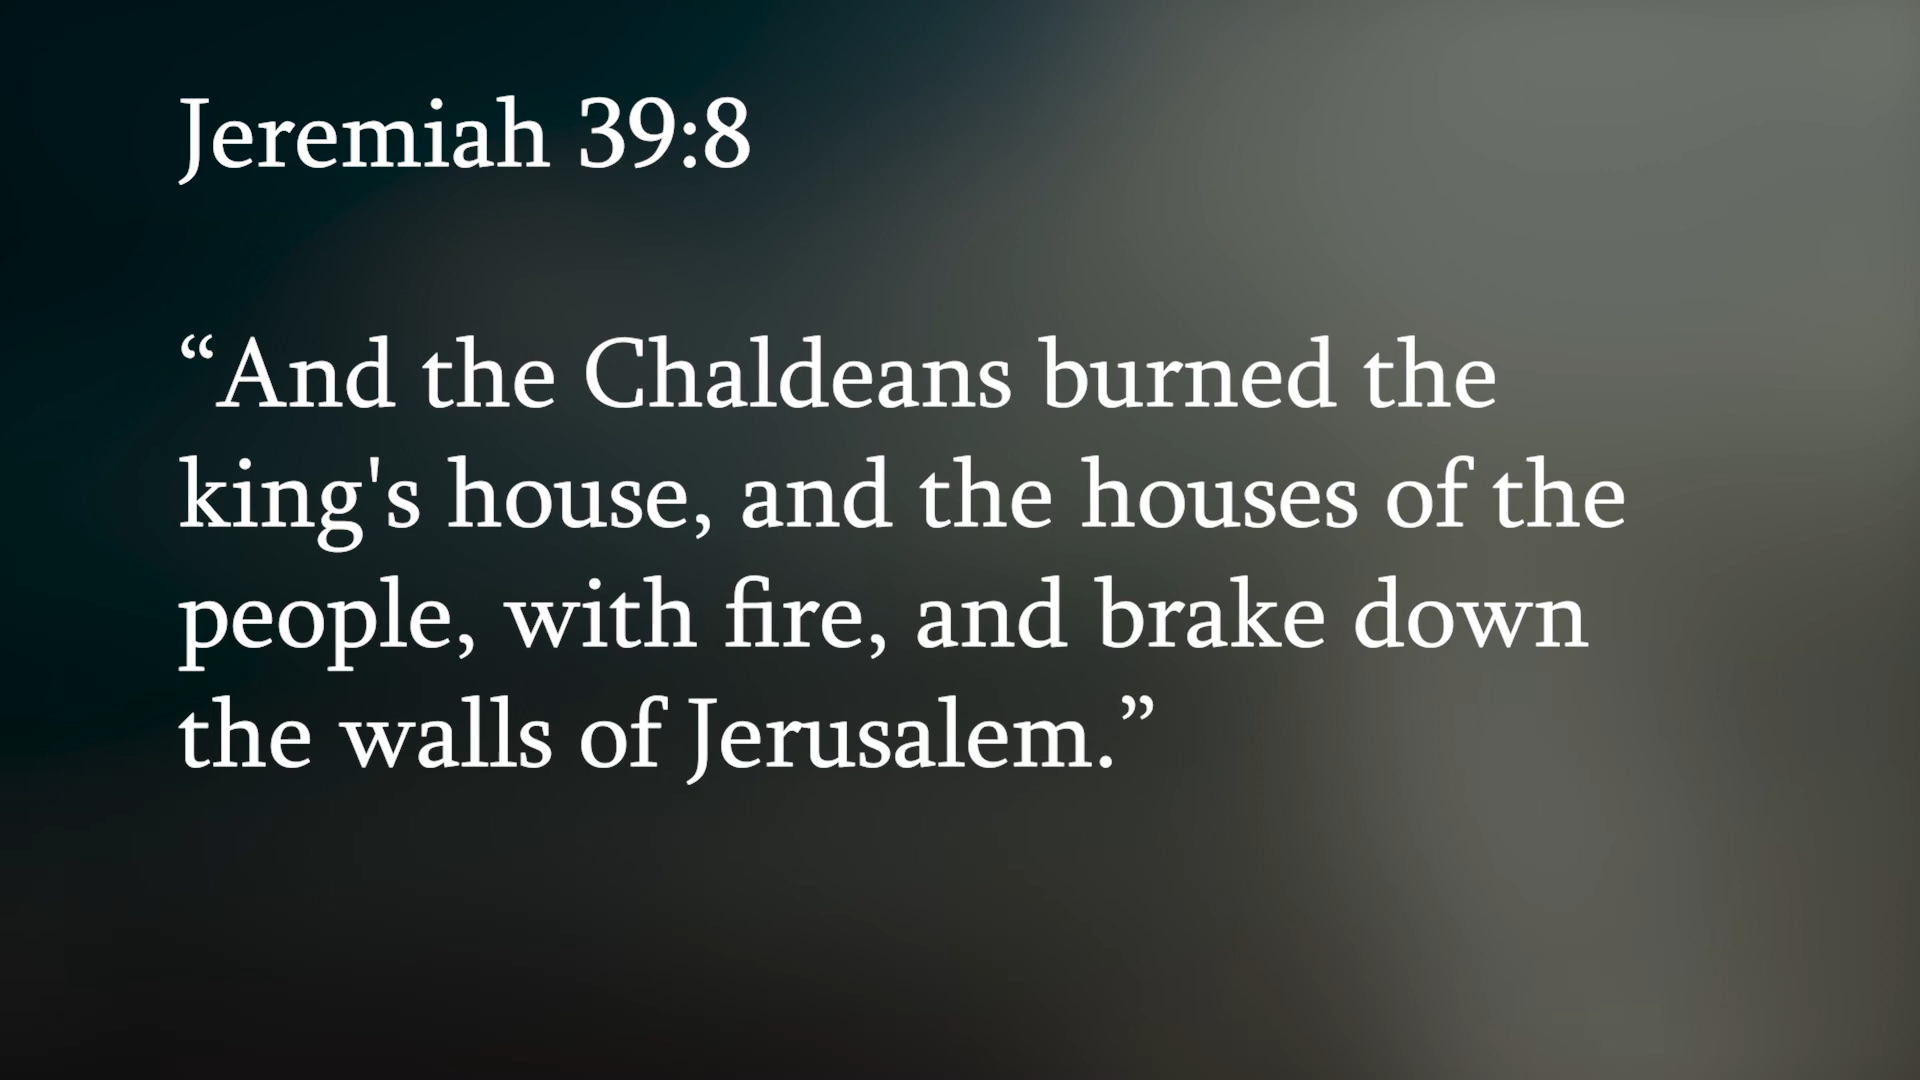 Jeremiah 39:8
“And the Chaldeans burned the
king's house, and the houses of the
people, with fire, and brake down
the walls of Jerusalem.”